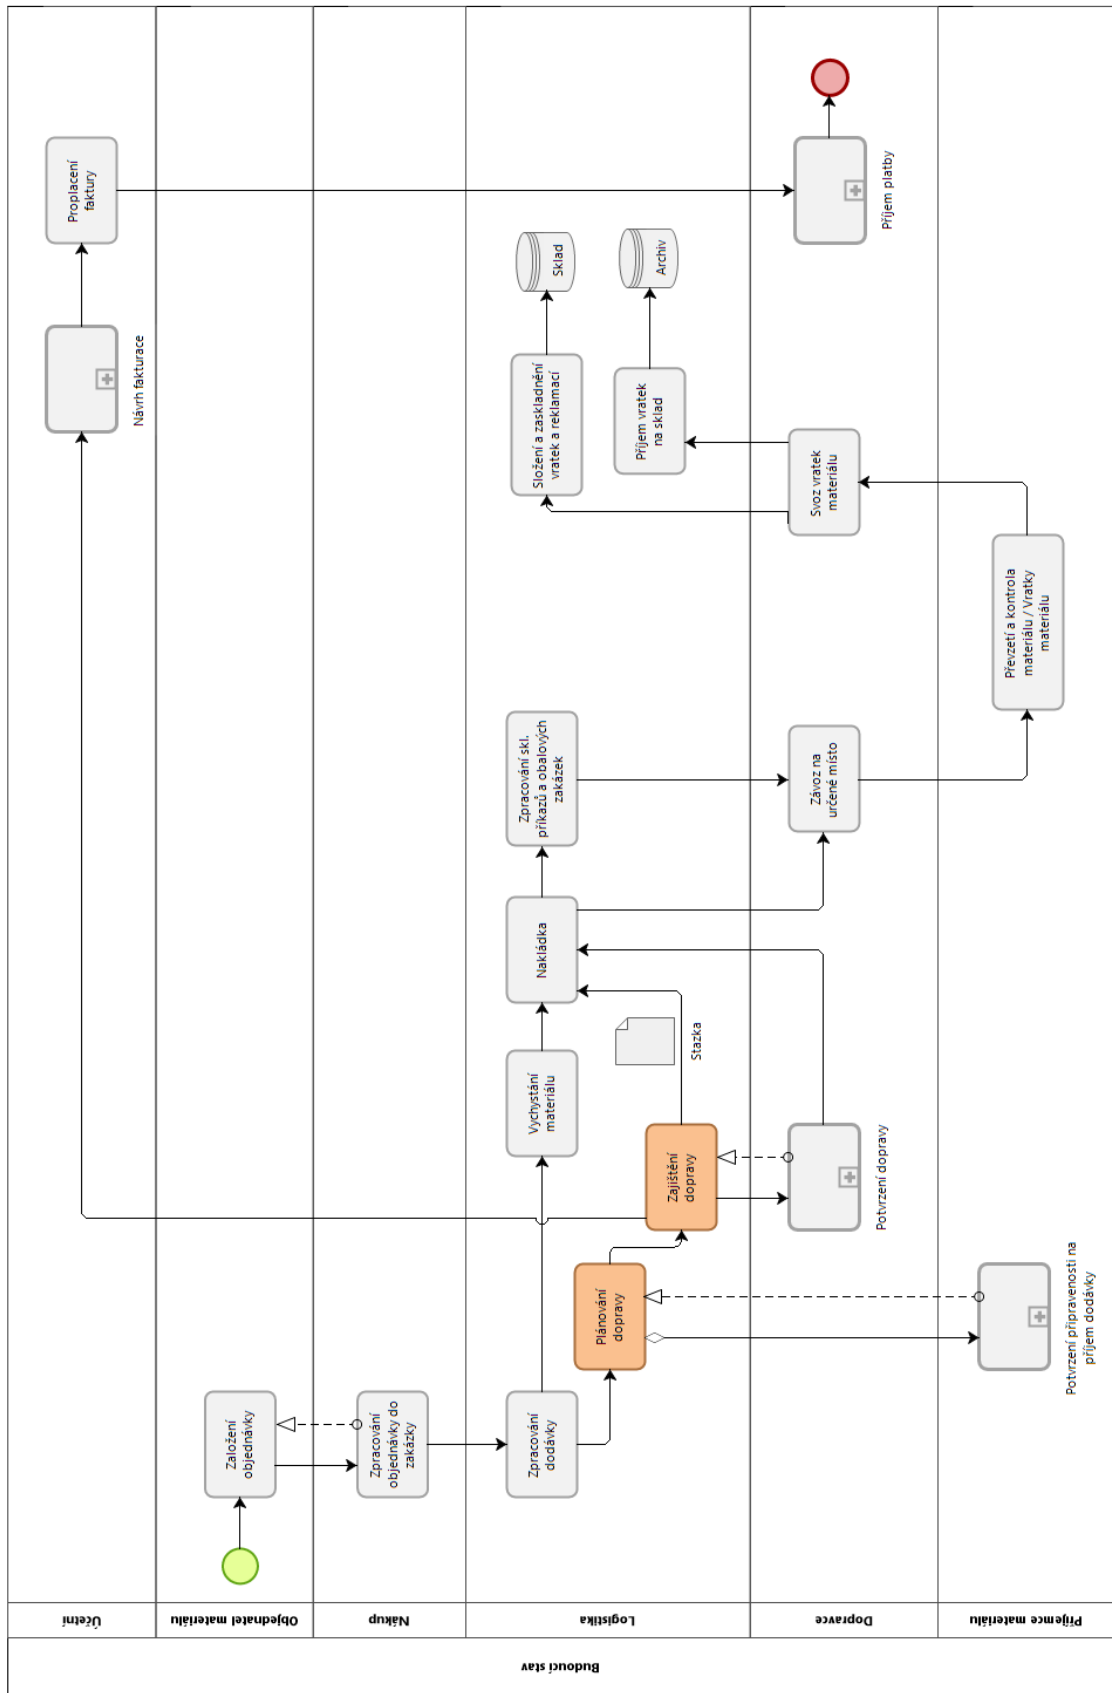 Budoucí stav
Účetní
Návrh fakturace
Proplacení
faktury
Objednatel materiálu
Založení
objednávky
Nákup
Zpracování
objednávky do
zakázky
Logistika
Zpracování
dodávky
Plánování
dopravy
Zajištění
dopravy
Vychystání
materiálu
Stazka
Nakládka
Zpracování skl.
příkazů a obalových
zakázek
Složení a zaskladnění
vratek a reklamací
Příjem vratek
na sklad
Sklad
Archiv
Dopravce
Potvrzení dopravy
Závoz na
určené místo
Svoz vratek
materiálu
Příjem platby
Příjemce materiálu
Potvrzení připravenosti na
příjem dodávky
Převzetí a kontrola
materiálu / Vratky
materiálu